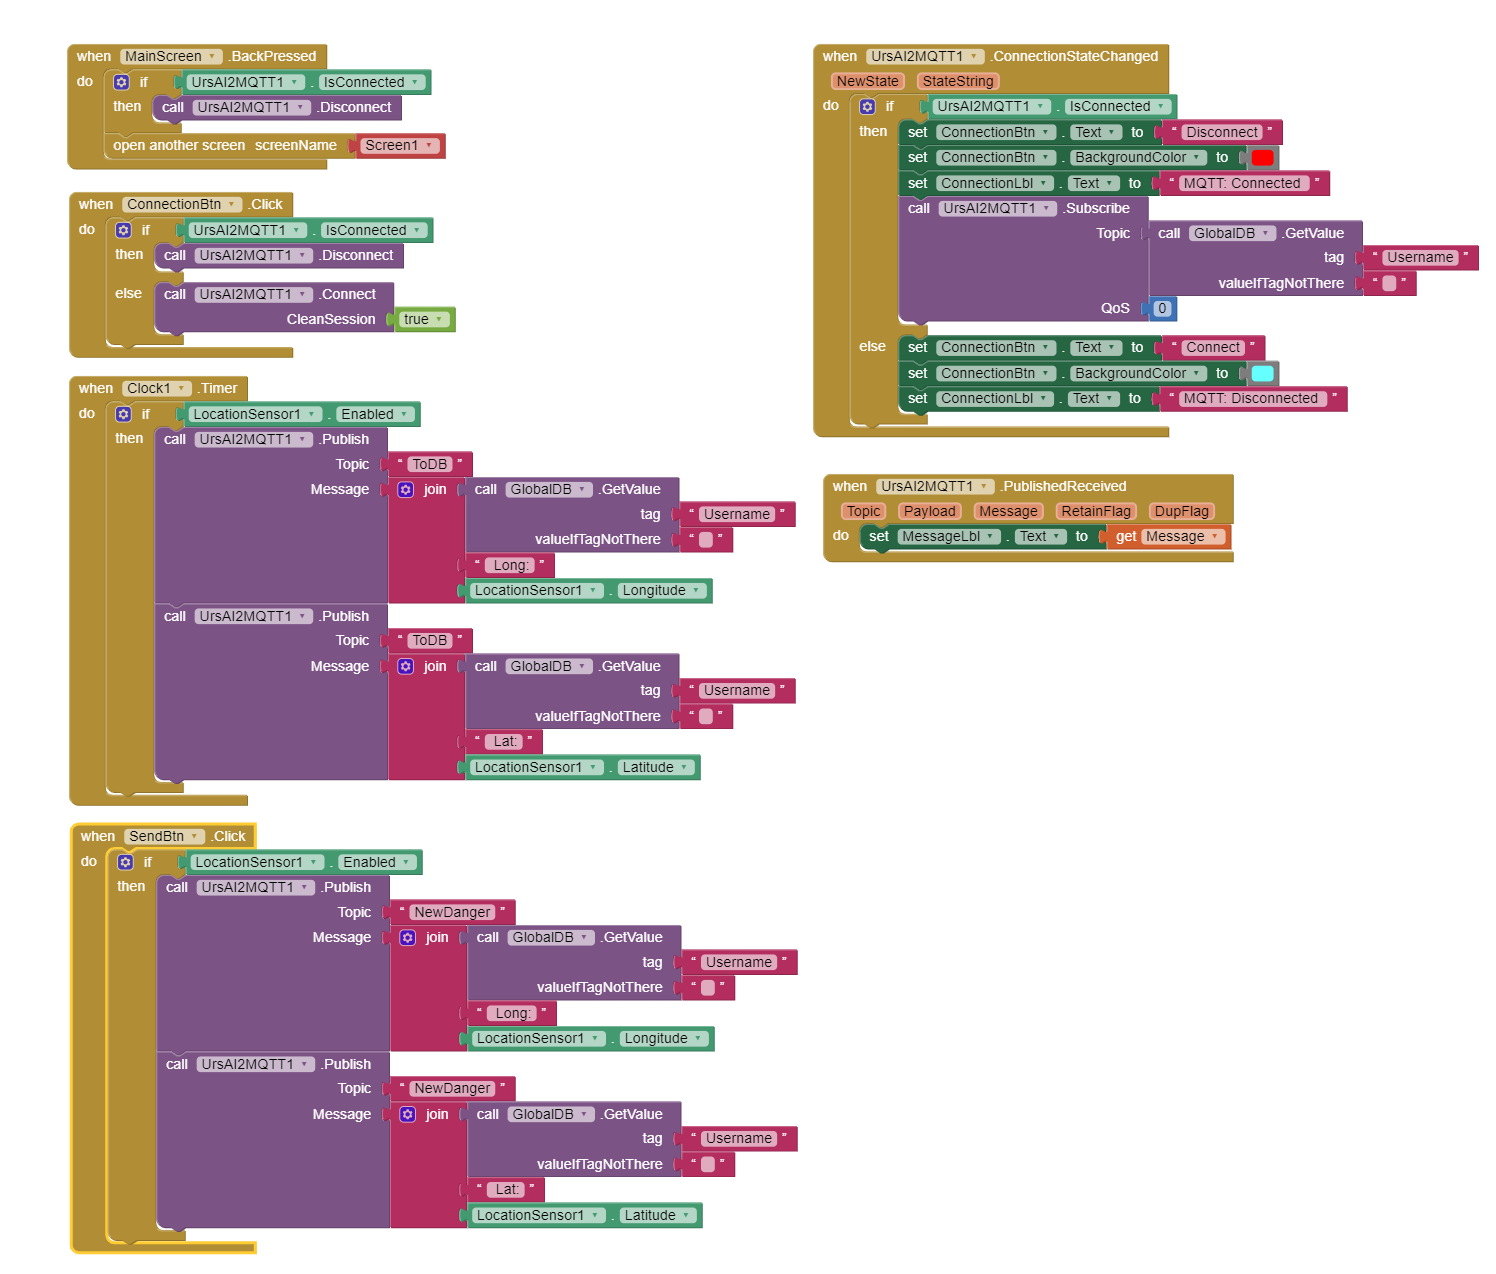 when MainScreen .BackPressed
do if UrsAI2MQTT1 . IsConnected
then call UrsAI2MQTT1 .Disconnect
open another screen screenName Screen1
when ConnectionBtn .Click
do if UrsAI2MQTT1 . IsConnected
then call UrsAI2MQTT1 .Disconnect
else call UrsAI2MQTT1 .Connect
CleanSession true
when Clock1 .Timer
do if LocationSensor1 . Enabled
then call UrsAI2MQTT1 .Publish
Topic “ ToDB ”
Message join call GlobalDB .GetValue
tag “ Username ”
valueIfTagNotThere “ ”
“ Long: ”
LocationSensor1 . Longitude
call UrsAI2MQTT1 .Publish
Topic “ ToDB ”
Message join call GlobalDB .GetValue
tag “ Username ”
valueIfTagNotThere “ ”
“ Lat: ”
LocationSensor1 . Latitude
when SendBtn .Click
do if LocationSensor1 . Enabled
then call UrsAI2MQTT1 .Publish
Topic “ NewDanger ”
Message join call GlobalDB .GetValue
tag “ Username ”
valueIfTagNotThere “ ”
“ Long: ”
LocationSensor1 . Longitude
call UrsAI2MQTT1 .Publish
Topic “ NewDanger ”
Message join call GlobalDB .GetValue
tag “ Username ”
valueIfTagNotThere “ ”
“ Lat: ”
LocationSensor1 . Latitude
when UrsAI2MQTT1 .ConnectionStateChanged
NewState StateString
do if UrsAI2MQTT1 . IsConnected
then set ConnectionBtn . Text to “ Disconnect ”
set ConnectionBtn . BackgroundColor to
set ConnectionLbl . Text to “ MQTT: Connected ”
call UrsAI2MQTT1 .Subscribe
Topic call GlobalDB .GetValue
tag “ Username ”
valueIfTagNotThere “ ”
QoS 0
else set ConnectionBtn . Text to “ Connect ”
set ConnectionBtn . BackgroundColor to
set ConnectionLbl . Text to “ MQTT: Disconnected ”
when UrsAI2MQTT1 .PublishedReceived
Topic Payload Message RetainFlag DupFlag
do set MessageLbl . Text to get Message